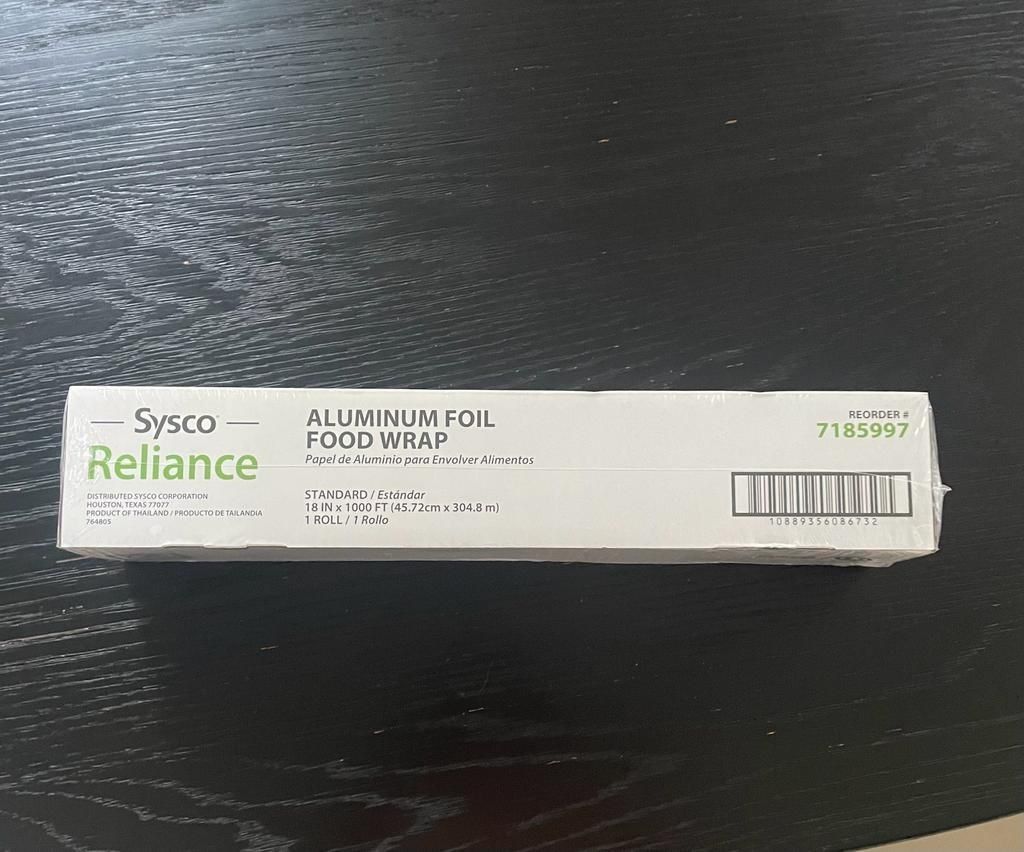 Sysco
Reliance
DISTRIBUTED SYSCO CORPORATION
HOUSTON, TEXAS 77077
PRODUCT OF THAILAND / PRODUCTO DE TAILANDIA
764805
ALUMINUM FOIL
FOOD WRAP
Papel de Aluminio para Envolver Alimentos
STANDARD / Estándar
18 IN x 1000 FT (45.72cm x 304.8 m)
1 ROLL / 1 Rollo
REORDER #
7185997
10889356086732